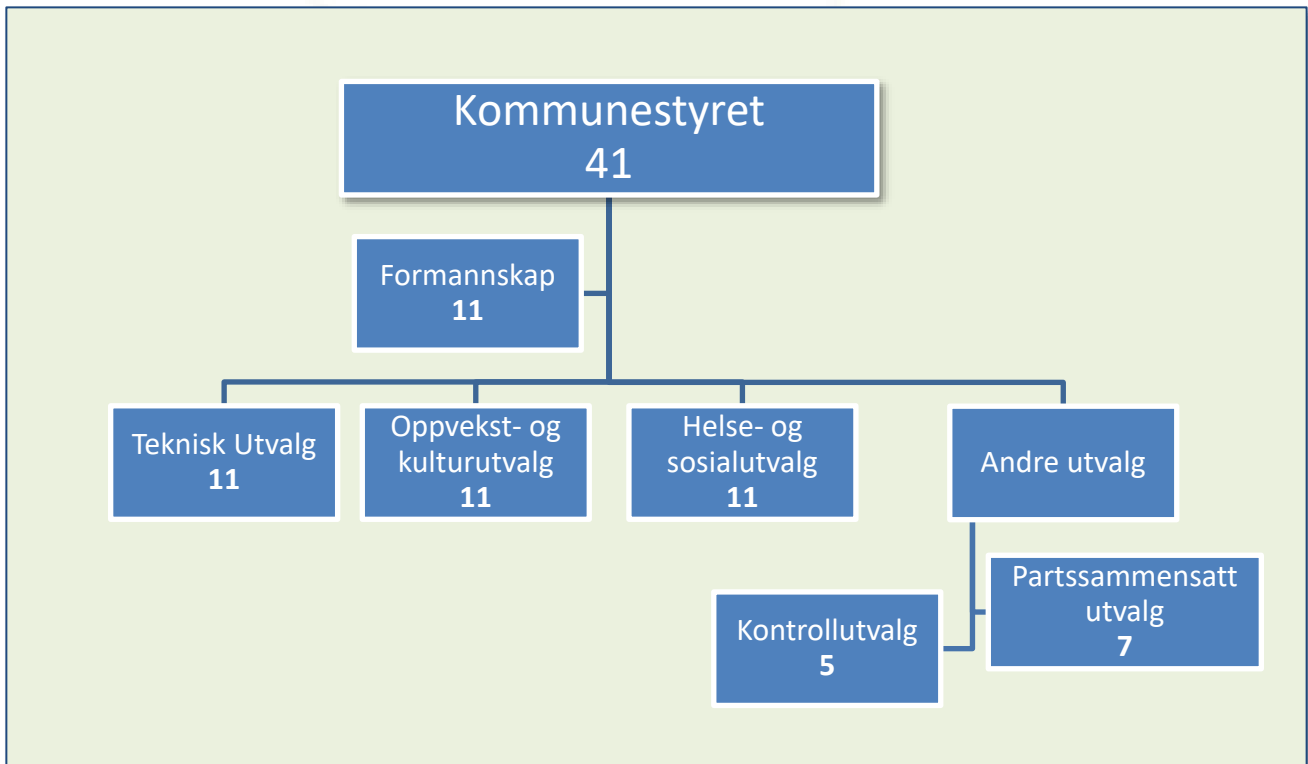 Kommunestyret
41
Formannskap
11
Teknisk Utvalg
11
Oppvekst- og
kulturutvalg
11
Helse- og
sosialutvalg
11
Andre utvalg
Partssammensatt
utvalg
7
Kontrollutvalg
5